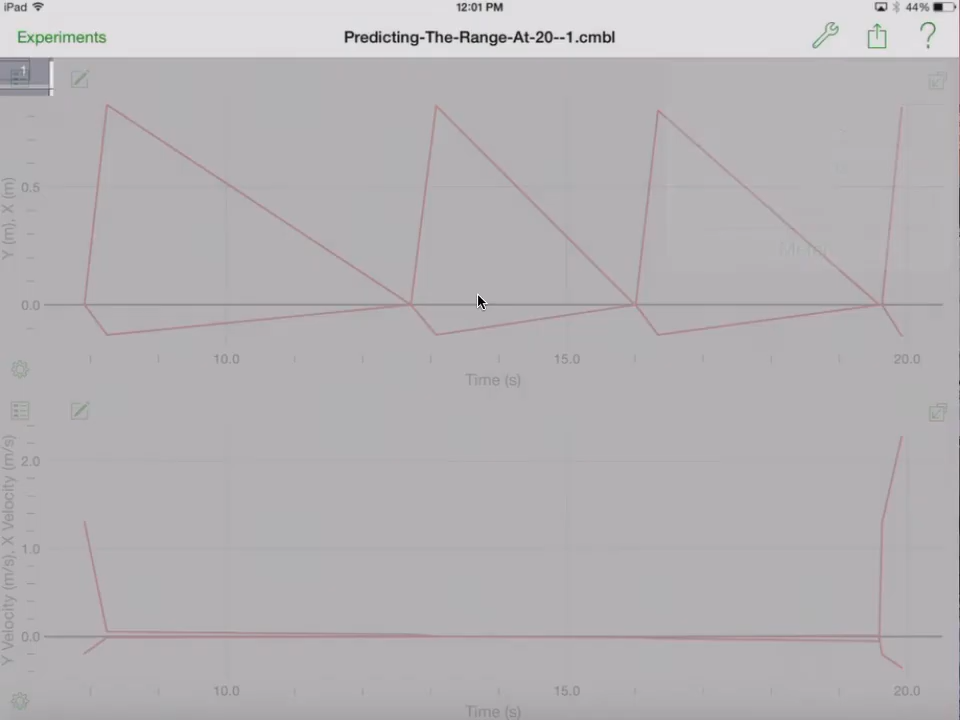 iPad 12:01 PM 44%
Experiments Predicting-The-Range-At-20--1.cmbl ?
1
Y (m), X (m)
0.5
0.0
10.0 15.0 20.0
Time (s)
Y Velocity (m/s), X Velocity (m/s)
2.0
1.0
0.0
10.0 15.0 20.0
Time (s)